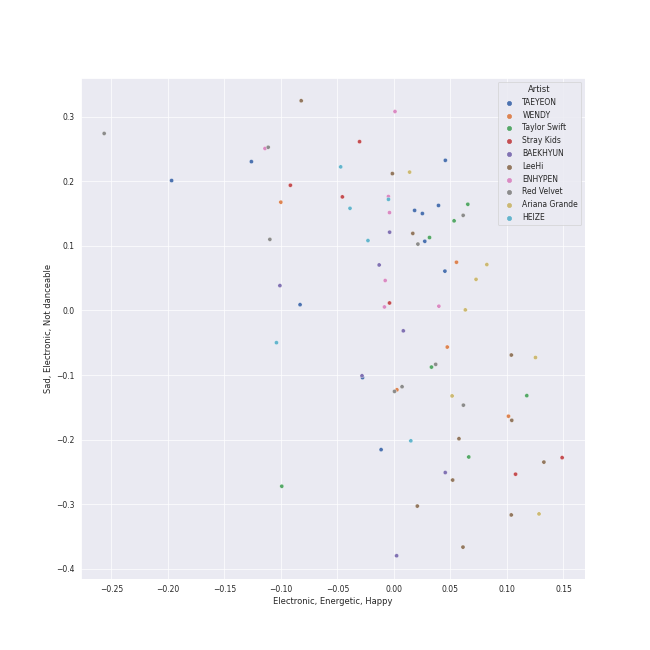 Artist
TAEYEON
WENDY
Taylor Swift
Stray Kids
BAEKHYUN
LeeHi
ENHYPEN
Red Velvet
Ariana Grande
HEIZE
0.3
0.2
0.1
0.0
−0.1
−0.2
−0.3
−0.4
Sad, Electronic, Not danceable
−0.25 −0.20 −0.15 −0.10 −0.05 0.00 0.05 0.10 0.15
Electronic, Energetic, Happy